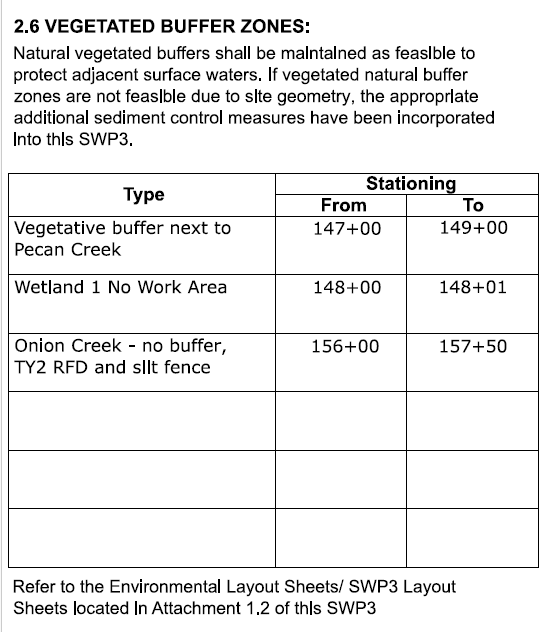 2.6 VEGETATED BUFFER ZONES:
Natural vegetated buffers shall be maintained as feasible to
protect adjacent surface waters. If vegetated natural buffer
zones are not feasible due to site geometry, the appropriate
additional sediment control measures have been incorporated
into this SWP3.
Type
Stationing
From To
Vegetative buffer next to 147+00 149+00
Pecan Creek
Wetland 1 No Work Area 148+00 148+01
Onion Creek - no buffer, 156+00 157+50
TY2 RFD and silt fence
Refer to the Environmental Layout Sheets/ SWP3 Layout
Sheets located in Attachment 1.2 of this SWP3